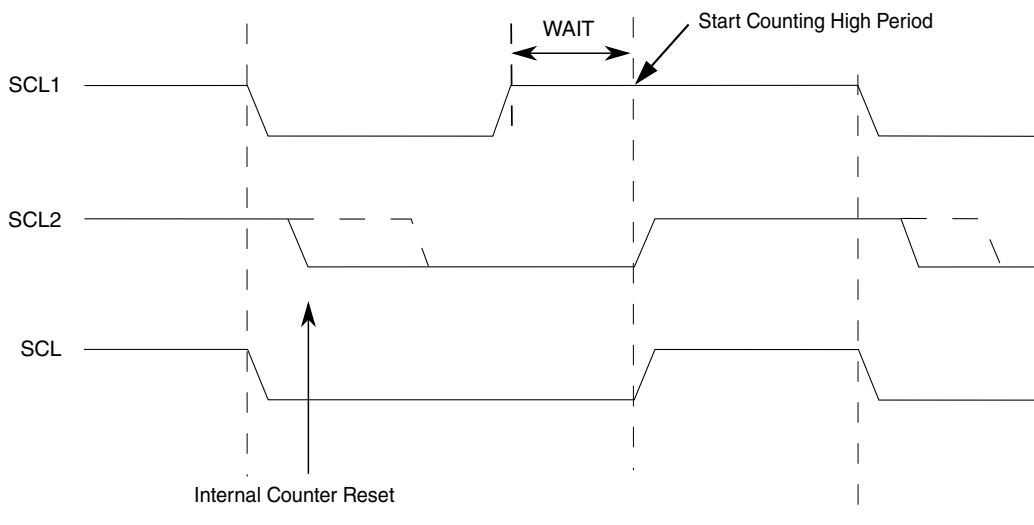 Start Counting High Period
WAIT
SCL1
SCL2
SCL
Internal Counter Reset